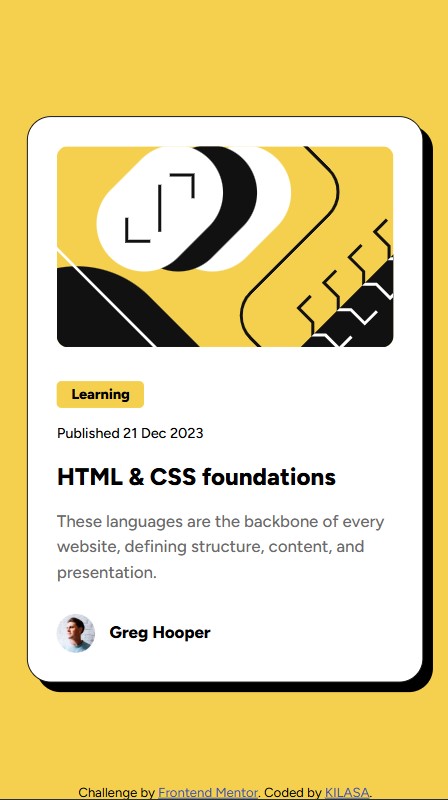 Learning
Published 21 Dec 2023
HTML & CSS foundations
These languages are the backbone of every
website, defining structure, content, and
presentation.
Greg Hooper
Challenge by Frontend Mentor. Coded by KILASA.